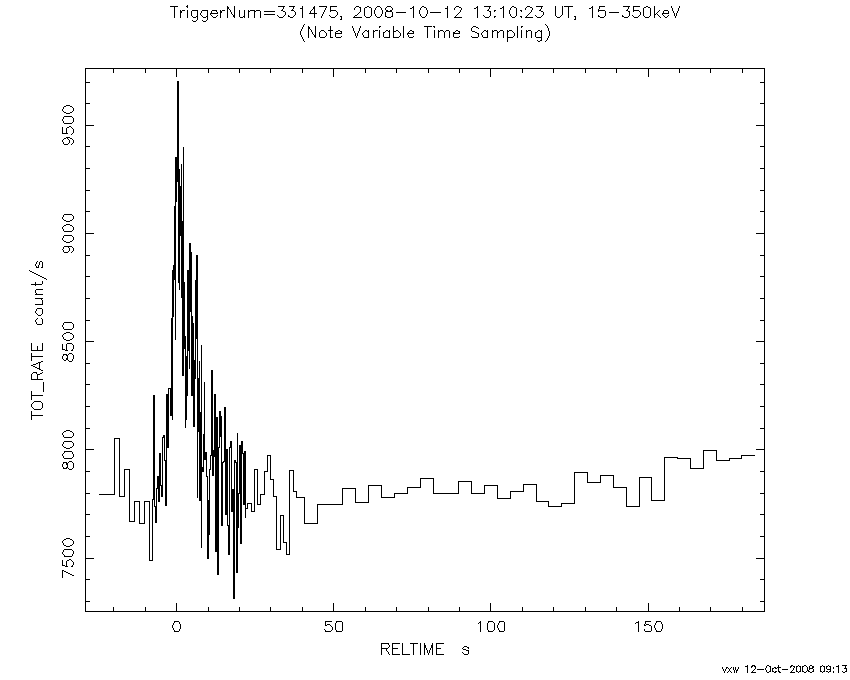 TriggerNum=331475, 2008-10-12 13:10:23 UT, 15-350keV
(Note Variable Time Sampling)
9500
9000
8500
8000
7500
TOT_RATE count/s
0 50 100 150
RELTIME s
vxw 12-Oct-2008 09:13